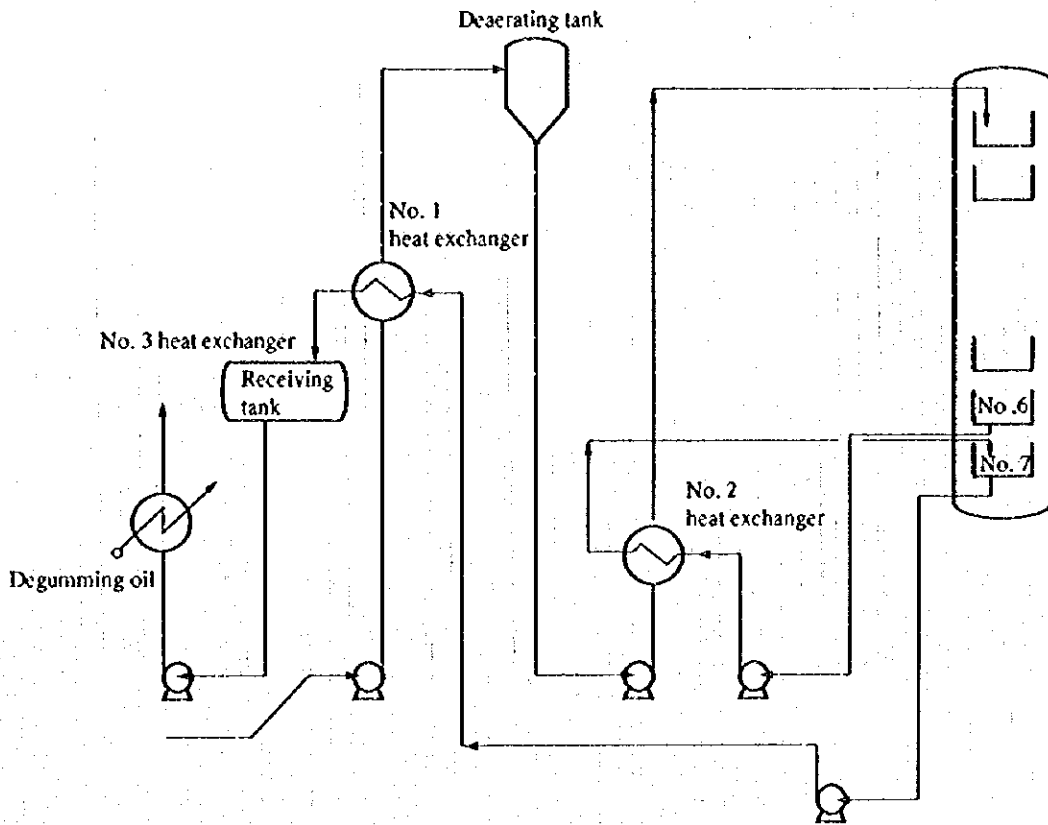 Deaerating tank
No. 1
heat exchanger
No. 3 heat exchanger
Receiving
tank
No .6
No. 7
No. 2
heat exchanger
Degumming oil